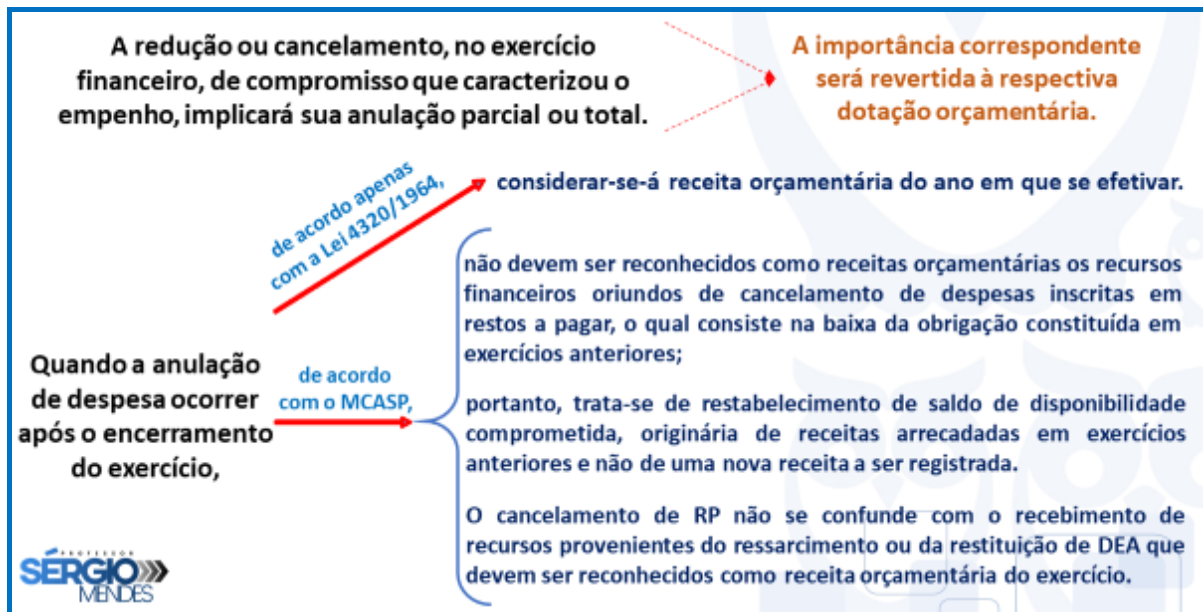 A redução ou cancelamento, no exercício
financeiro, de compromisso que caracterizou o
empenho, implicará sua anulação parcial ou total.
A importância correspondente
será revertida à respectiva
dotação orçamentária.
de acordo apenas
com a Lei 4320/1964,
considerar-se-á receita orçamentária do ano em que se efetivar.
Quando a anulação
de despesa ocorrer
após o encerramento
do exercício,
de acordo
com o MCASP,
não devem ser reconhecidos como receitas orçamentárias os recursos
financeiros oriundos de cancelamento de despesas inscritas em
restos a pagar, o qual consiste na baixa da obrigação constituída em
exercícios anteriores;
portanto, trata-se de restabelecimento de saldo de disponibilidade
comprometida, originária de receitas arrecadadas em exercícios
anteriores e não de uma nova receita a ser registrada.
O cancelamento de RP não se confunde com o recebimento de
recursos provenientes do ressarcimento ou da restituição de DEA que
devem ser reconhecidos como receita orçamentária do exercício.
PROFESSOR
SÉRGIO
MENDES